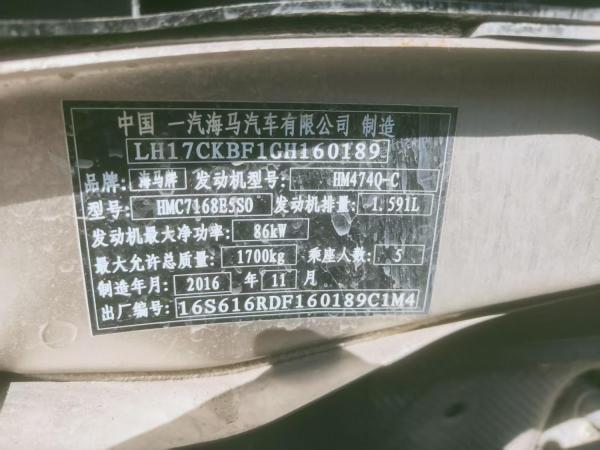 中国 一汽海马汽车有限公司 制造
LH17CKBF1GH160189
品牌: 海马牌 发动机型号: HM474Q-C
型号: HMC7168B5S0 发动机排量: 1.591L
发动机最大净功率: 86kW
最大允许总质量: 1700kg 乘座人数: 5
制造年月: 2016 年 11 月
出厂编号: 16S616RDF160189C1M4